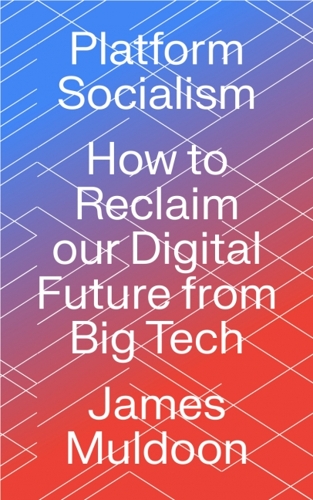 Platform
Socialism
How to
Reclaim
our Digital
Future from
Big Tech
James
Muldoon